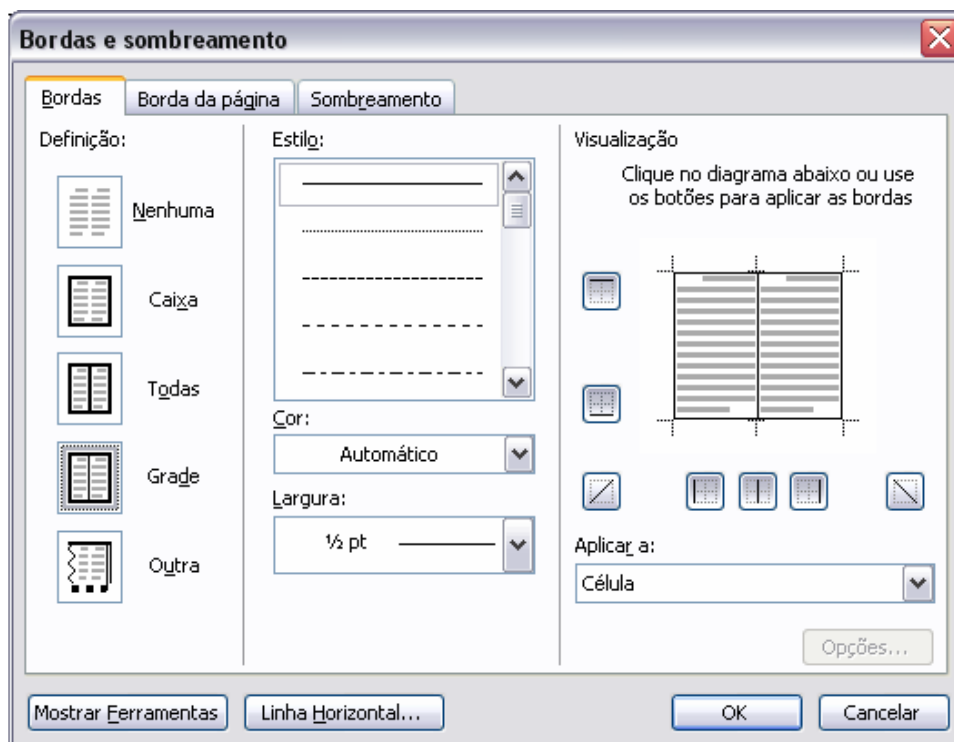 Bordas e sombreamento
Bordas
Borda da página
Sombreamento
Definição:
Nenhuma
Caixa
Todas
Grade
Outra
Estilo:
Cor:
Automático
Largura:
½ pt
Visualização
Clique no diagrama abaixo ou use
os botões para aplicar as bordas
Aplicar a:
Célula
Opções...
Mostrar Ferramentas
Linha Horizontal...
OK
Cancelar